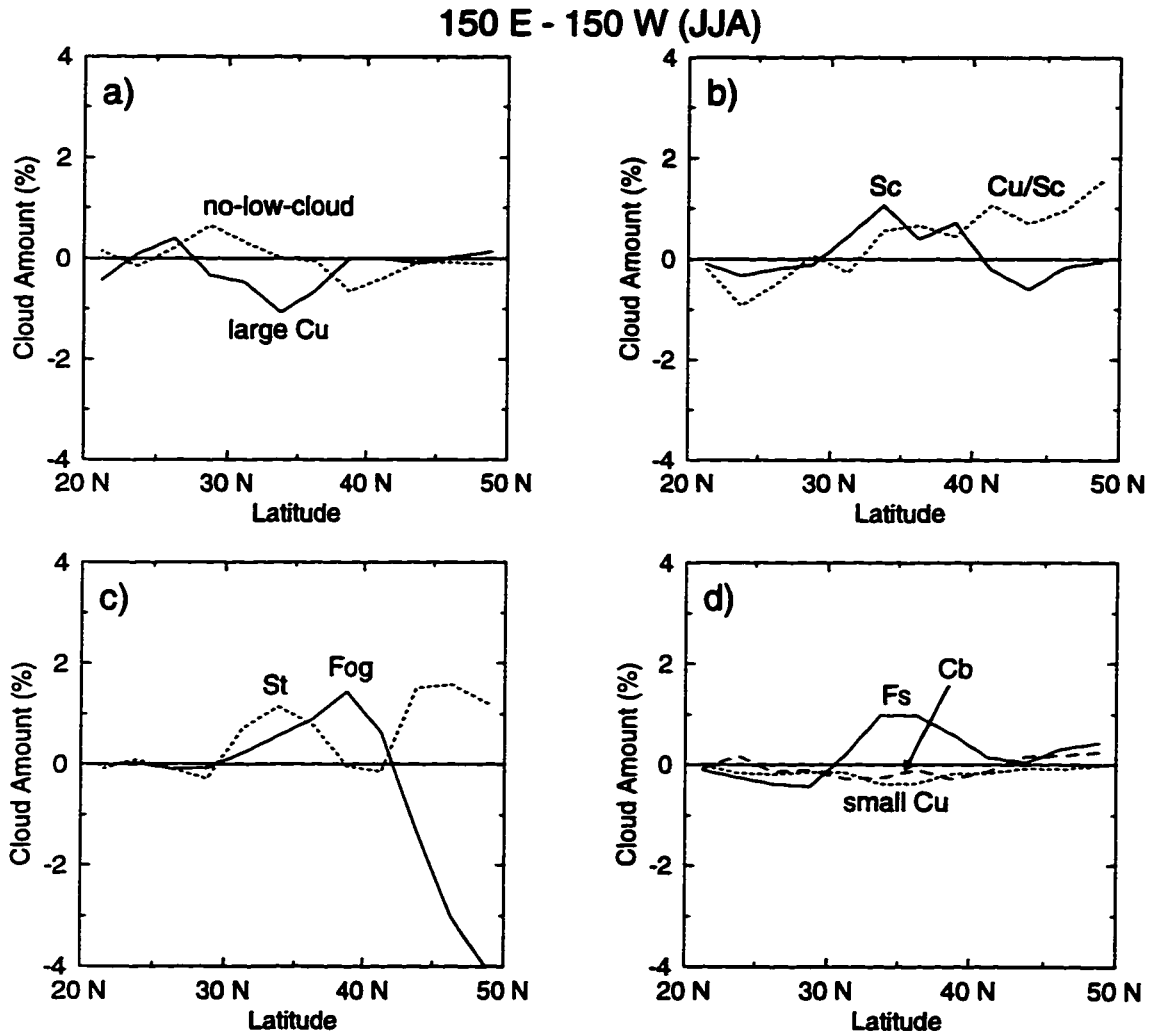 150 E - 150 W (JJA)
a)
4
2
0
-2
-4
Cloud Amount (%)
no-low-cloud
large Cu
20 N 30 N 40 N 50 N
Latitude
b)
4
2
0
-2
-4
Cloud Amount (%)
Sc
Cu/Sc
20 N 30 N 40 N 50 N
Latitude
c)
4
2
0
-2
-4
Cloud Amount (%)
St
Fog
20 N 30 N 40 N 50 N
Latitude
d)
4
2
0
-2
-4
Cloud Amount (%)
Fs
Cb
small Cu
20 N 30 N 40 N 50 N
Latitude